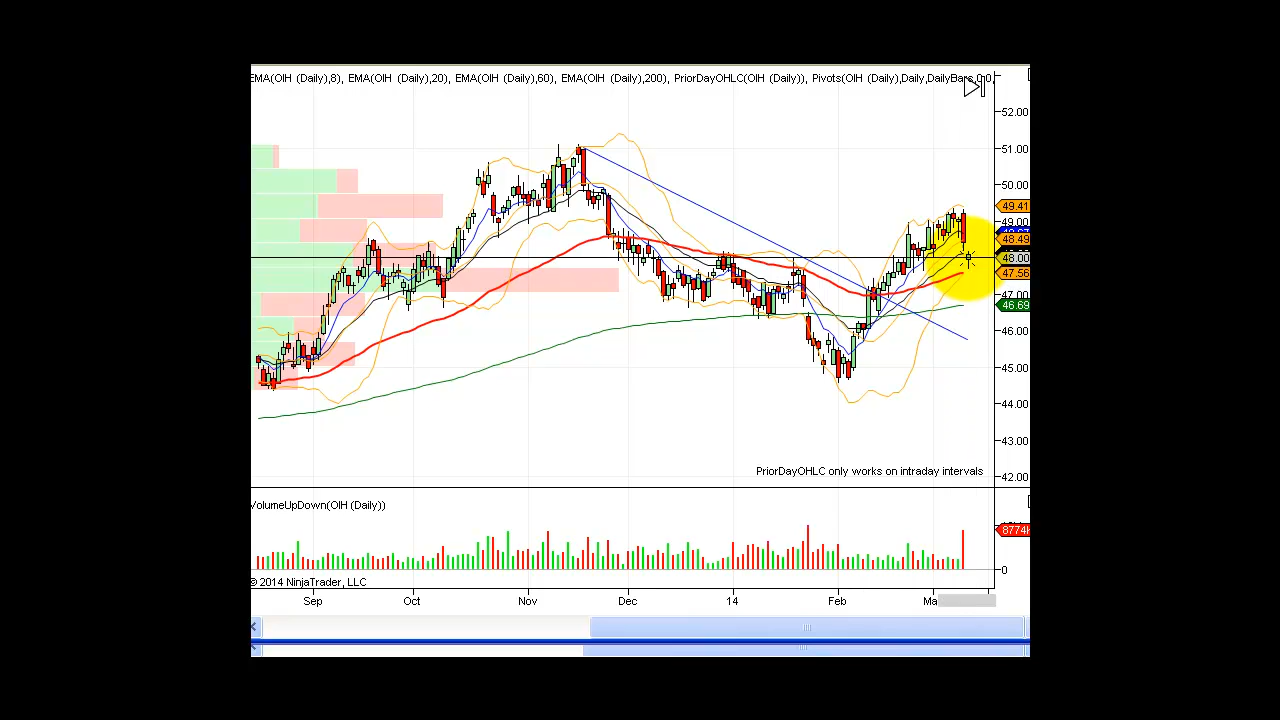 EMA(OIH (Daily),8), EMA(OIH (Daily),20), EMA(OIH (Daily),60), EMA(OIH (Daily),200), PriorDayOHLC(OIH (Daily)), Pivots(OIH (Daily),Daily,DailyBars,0,0,
52.00
51.00
50.00
49.41
49.00
48.49
48.00
47.56
47.00
46.69
46.00
45.00
44.00
43.00
PriorDayOHLC only works on intraday intervals
42.00
VolumeUpDown(OIH (Daily))
8774K
0
© 2014 NinjaTrader, LLC
Sep Oct Nov Dec 14 Feb Ma